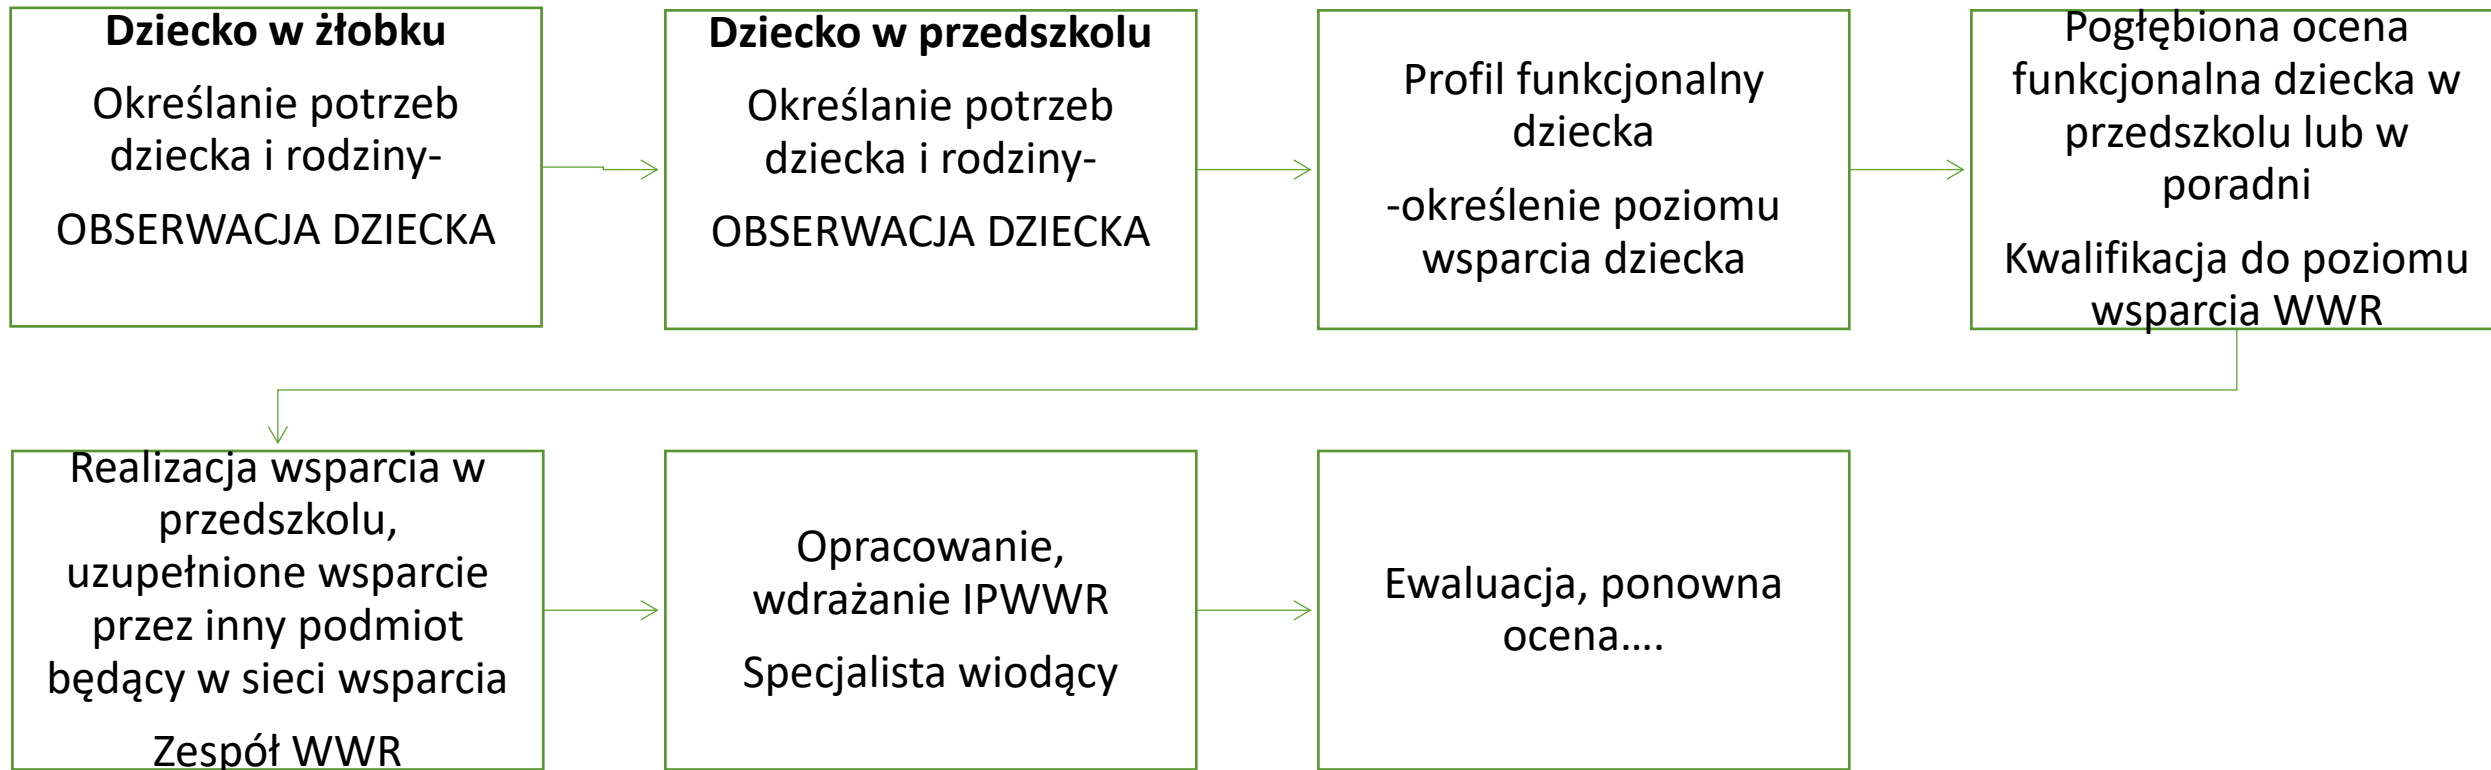 Dziecko w żłobku
Określanie potrzeb
dziecka i rodziny-
OBSERWACJA DZIECKA
Dziecko w przedszkolu
Określanie potrzeb
dziecka i rodziny-
OBSERWACJA DZIECKA
Profil funkcjonalny
dziecka
-określenie poziomu
wsparcia dziecka
Pogłębiona ocena
funkcjonalna dziecka w
przedszkolu lub w
poradni
Kwalifikacja do poziomu
wsparcia WWR
Realizacja wsparcia w
przedszkolu,
uzupełnione wsparcie
przez inny podmiot
będący w sieci wsparcia
Zespół WWR
Opracowanie,
wdrażanie IPWWR
Specjalista wiodący
Ewaluacja, ponowna
ocena....